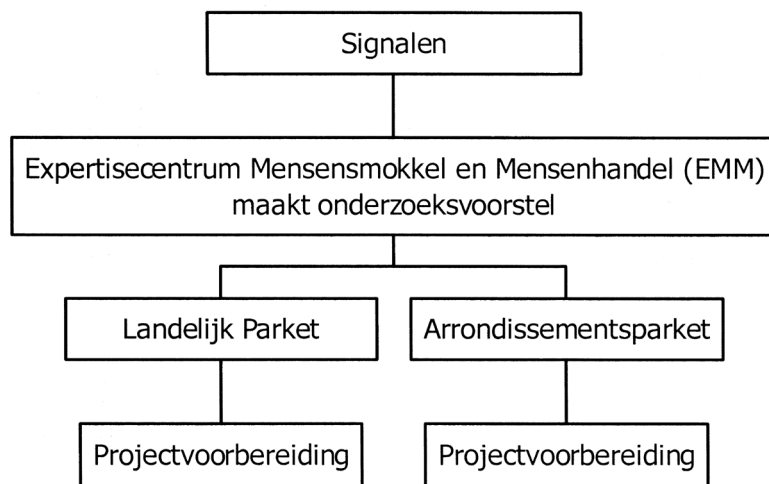 Signalen
Expertisecentrum Mensensmokkel en Mensenhandel (EMM)
maakt onderzoeksvoorstel
Landelijk Parket
Arrondissementsparket
Projectvoorbereiding
Projectvoorbereiding